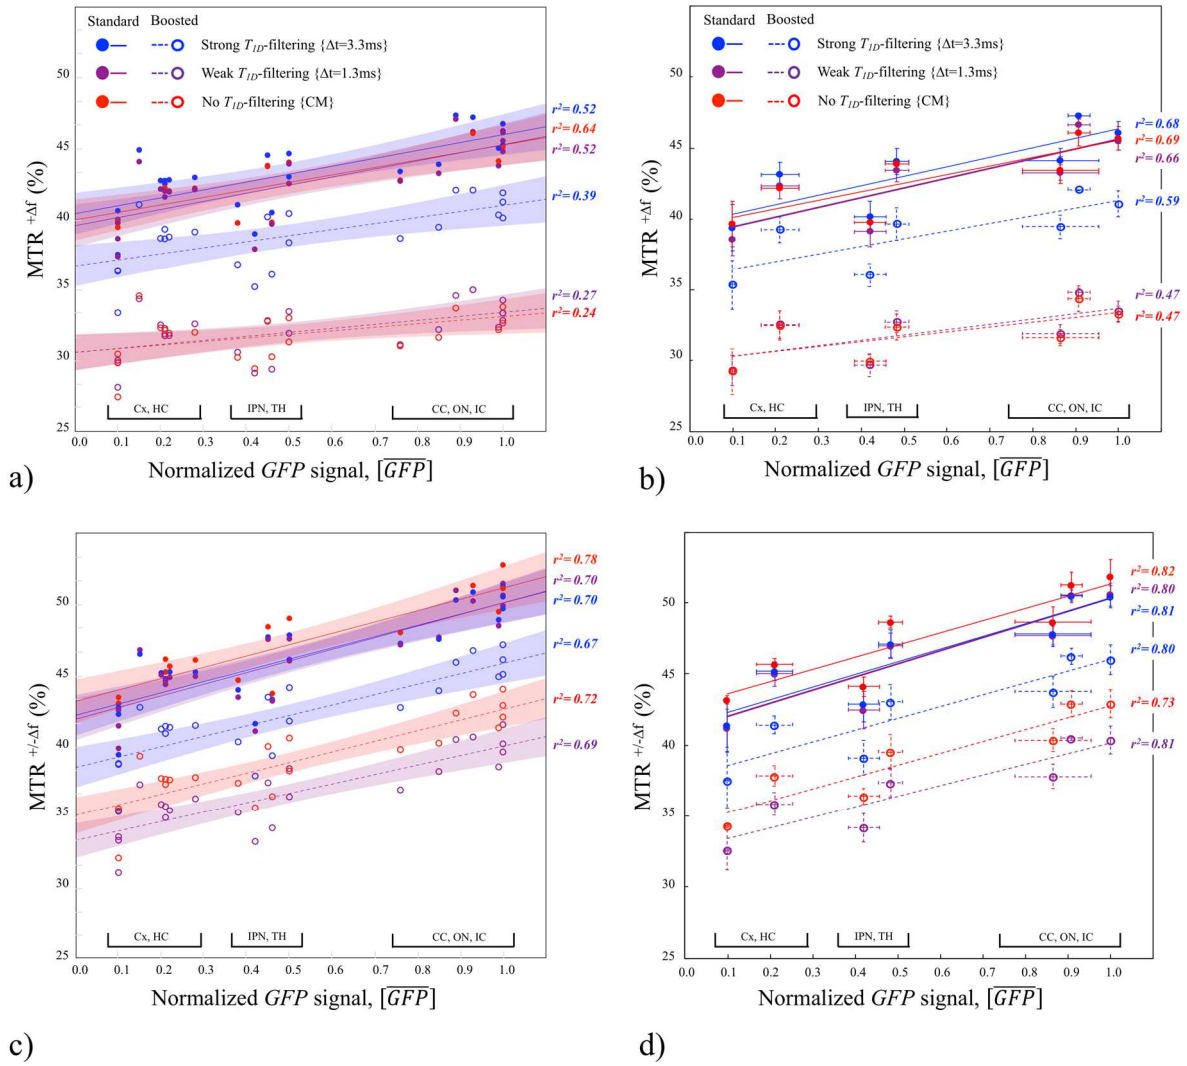 Standard Boosted
Strong T1D-filtering {Δt=3.3ms}
Weak T1D-filtering {Δt=1.3ms}
No T1D-filtering {CM}
50
45
40
35
30
25
MTR +Δf (%)
r²=0.52
r²=0.64
r²=0.52
r²=0.39
r²=0.27
r²=0.24
Cx, HC IPN, TH CC, ON, IC
0.0 0.1 0.2 0.3 0.4 0.5 0.6 0.7 0.8 0.9 1.0
Normalized GFP signal, [GFP]
a)
Standard Boosted
Strong T1D-filtering {Δt=3.3ms}
Weak T1D-filtering {Δt=1.3ms}
No T1D-filtering {CM}
50
45
40
35
30
25
MTR +Δf (%)
r²=0.68
r²=0.69
r²=0.66
r²=0.59
r²=0.47
r²=0.47
Cx, HC IPN, TH CC, ON, IC
0.0 0.1 0.2 0.3 0.4 0.5 0.6 0.7 0.8 0.9 1.0
Normalized GFP signal, [GFP]
b)
50
45
40
35
30
25
MTR +/-Δf (%)
r²=0.78
r²=0.70
r²=0.70
r²=0.67
r²=0.72
r²=0.69
Cx, HC IPN, TH CC, ON, IC
0.0 0.1 0.2 0.3 0.4 0.5 0.6 0.7 0.8 0.9 1.0
Normalized GFP signal, [GFP]
c)
50
45
40
35
30
25
MTR +/-Δf (%)
r²=0.82
r²=0.80
r²=0.81
r²=0.80
r²=0.73
r²=0.81
Cx, HC IPN, TH CC, ON, IC
0.0 0.1 0.2 0.3 0.4 0.5 0.6 0.7 0.8 0.9 1.0
Normalized GFP signal, [GFP]
d)